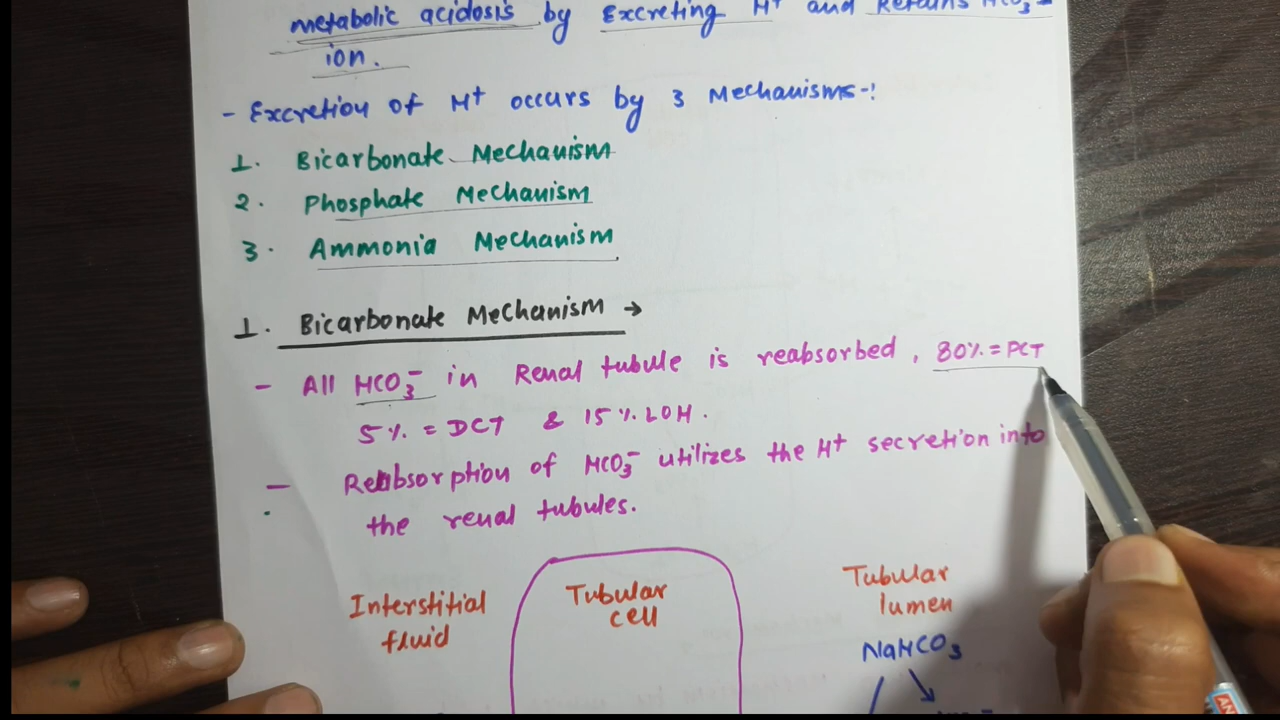 metabolic acidosis by Excreting H+ and Retains HCO3-
ion.
- Excretion of H+ occurs by 3 Mechanisms-:
1. Bicarbonate Mechanism
2. Phosphate Mechanism
3. Ammonia Mechanism
1. Bicarbonate Mechanism →
- All HCO3- in Renal tubule is reabsorbed, 80% = PCT
5% = DCT & 15% LOH.
- Reabsorption of HCO3- utilizes the H+ secretion into
the renal tubules.
Interstitial fluid
Tubular cell
Tubular lumen
NaHCO3